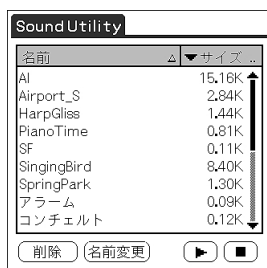 Sound Utility
名前 △ ▼サイズ ..
AI 15.16K
Airport_S 2.84K
HarpGliss 1.44K
PianoTime 0.81K
SF 0.11K
SingingBird 8.40K
SpringPark 1.30K
アラーム 0.09K
コンチェルト 0.12K
削除 名前変更